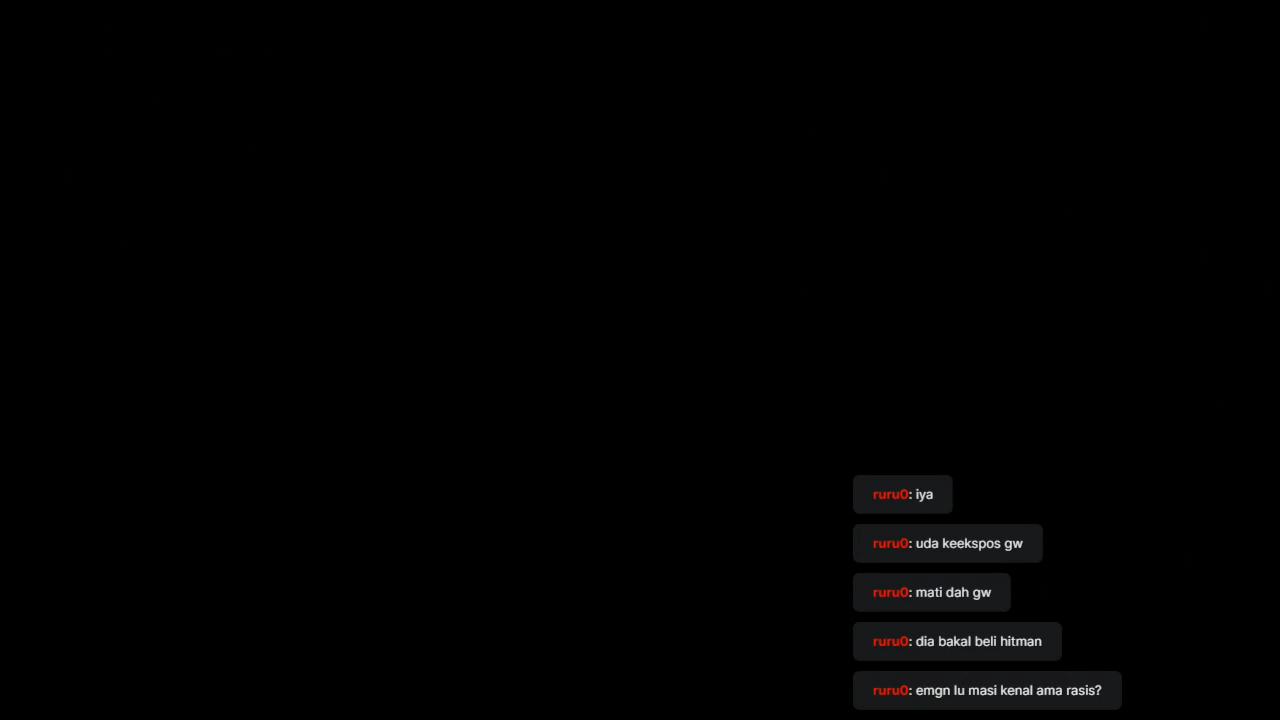 ruru0: iya
ruru0: uda keekspos gw
ruru0: mati dah gw
ruru0: dia bakal beli hitman
ruru0: emgn lu masi kenal ama rasis?